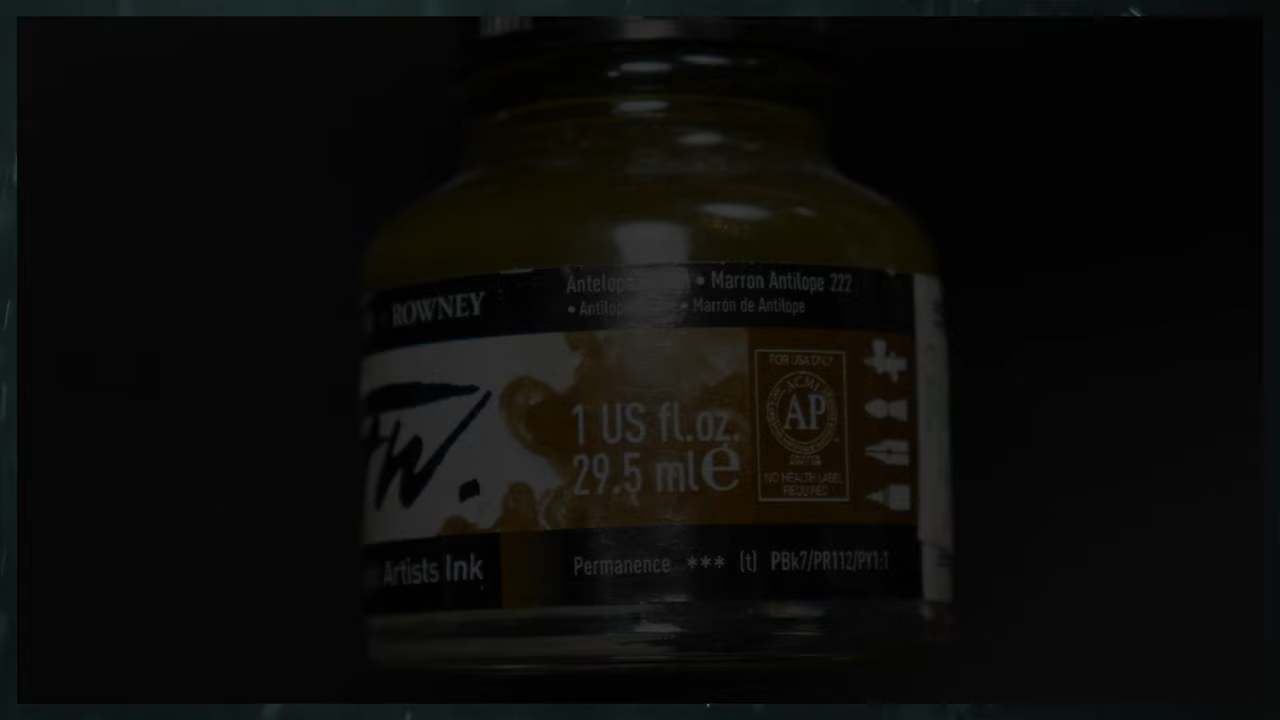 ROWNEY
Antelope • Marron Antilope 222
• Marrón de Antilope
FW.
1 US fl.oz.
29.5 ml e
FOR USA ONLY
ACMI
AP
NO HEALTH LABEL
REQUIRED
Artists Ink
Permanence *** (t) PBk7/PR112/PY1:1